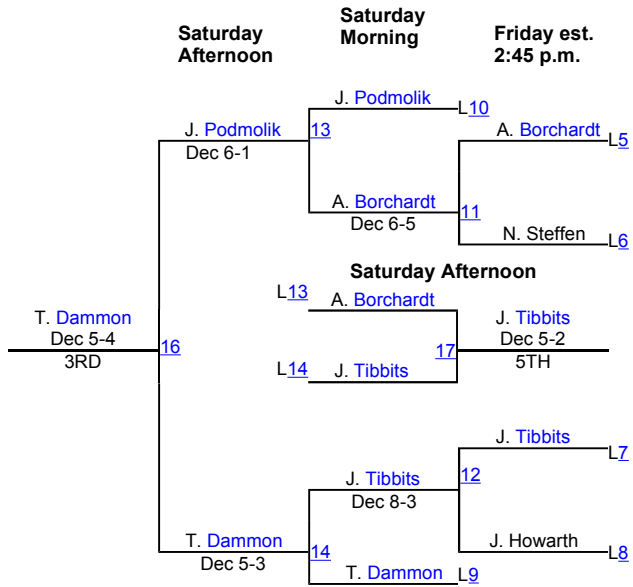 Saturday
Afternoon
Saturday
Morning
Friday est.
2:45 p.m.
J. Podmolik
L10
J. Podmolik
13
A. Borchardt
L5
Dec 6-1
A. Borchardt
11
Dec 6-5
N. Steffen
L6
Saturday Afternoon
L13
A. Borchardt
T. Dammon
J. Tibbits
Dec 5-4
16
17
Dec 5-2
3RD
5TH
L14
J. Tibbits
J. Tibbits
L7
J. Tibbits
12
Dec 8-3
T. Dammon
14
J. Howarth
L8
Dec 5-3
T. Dammon
L9